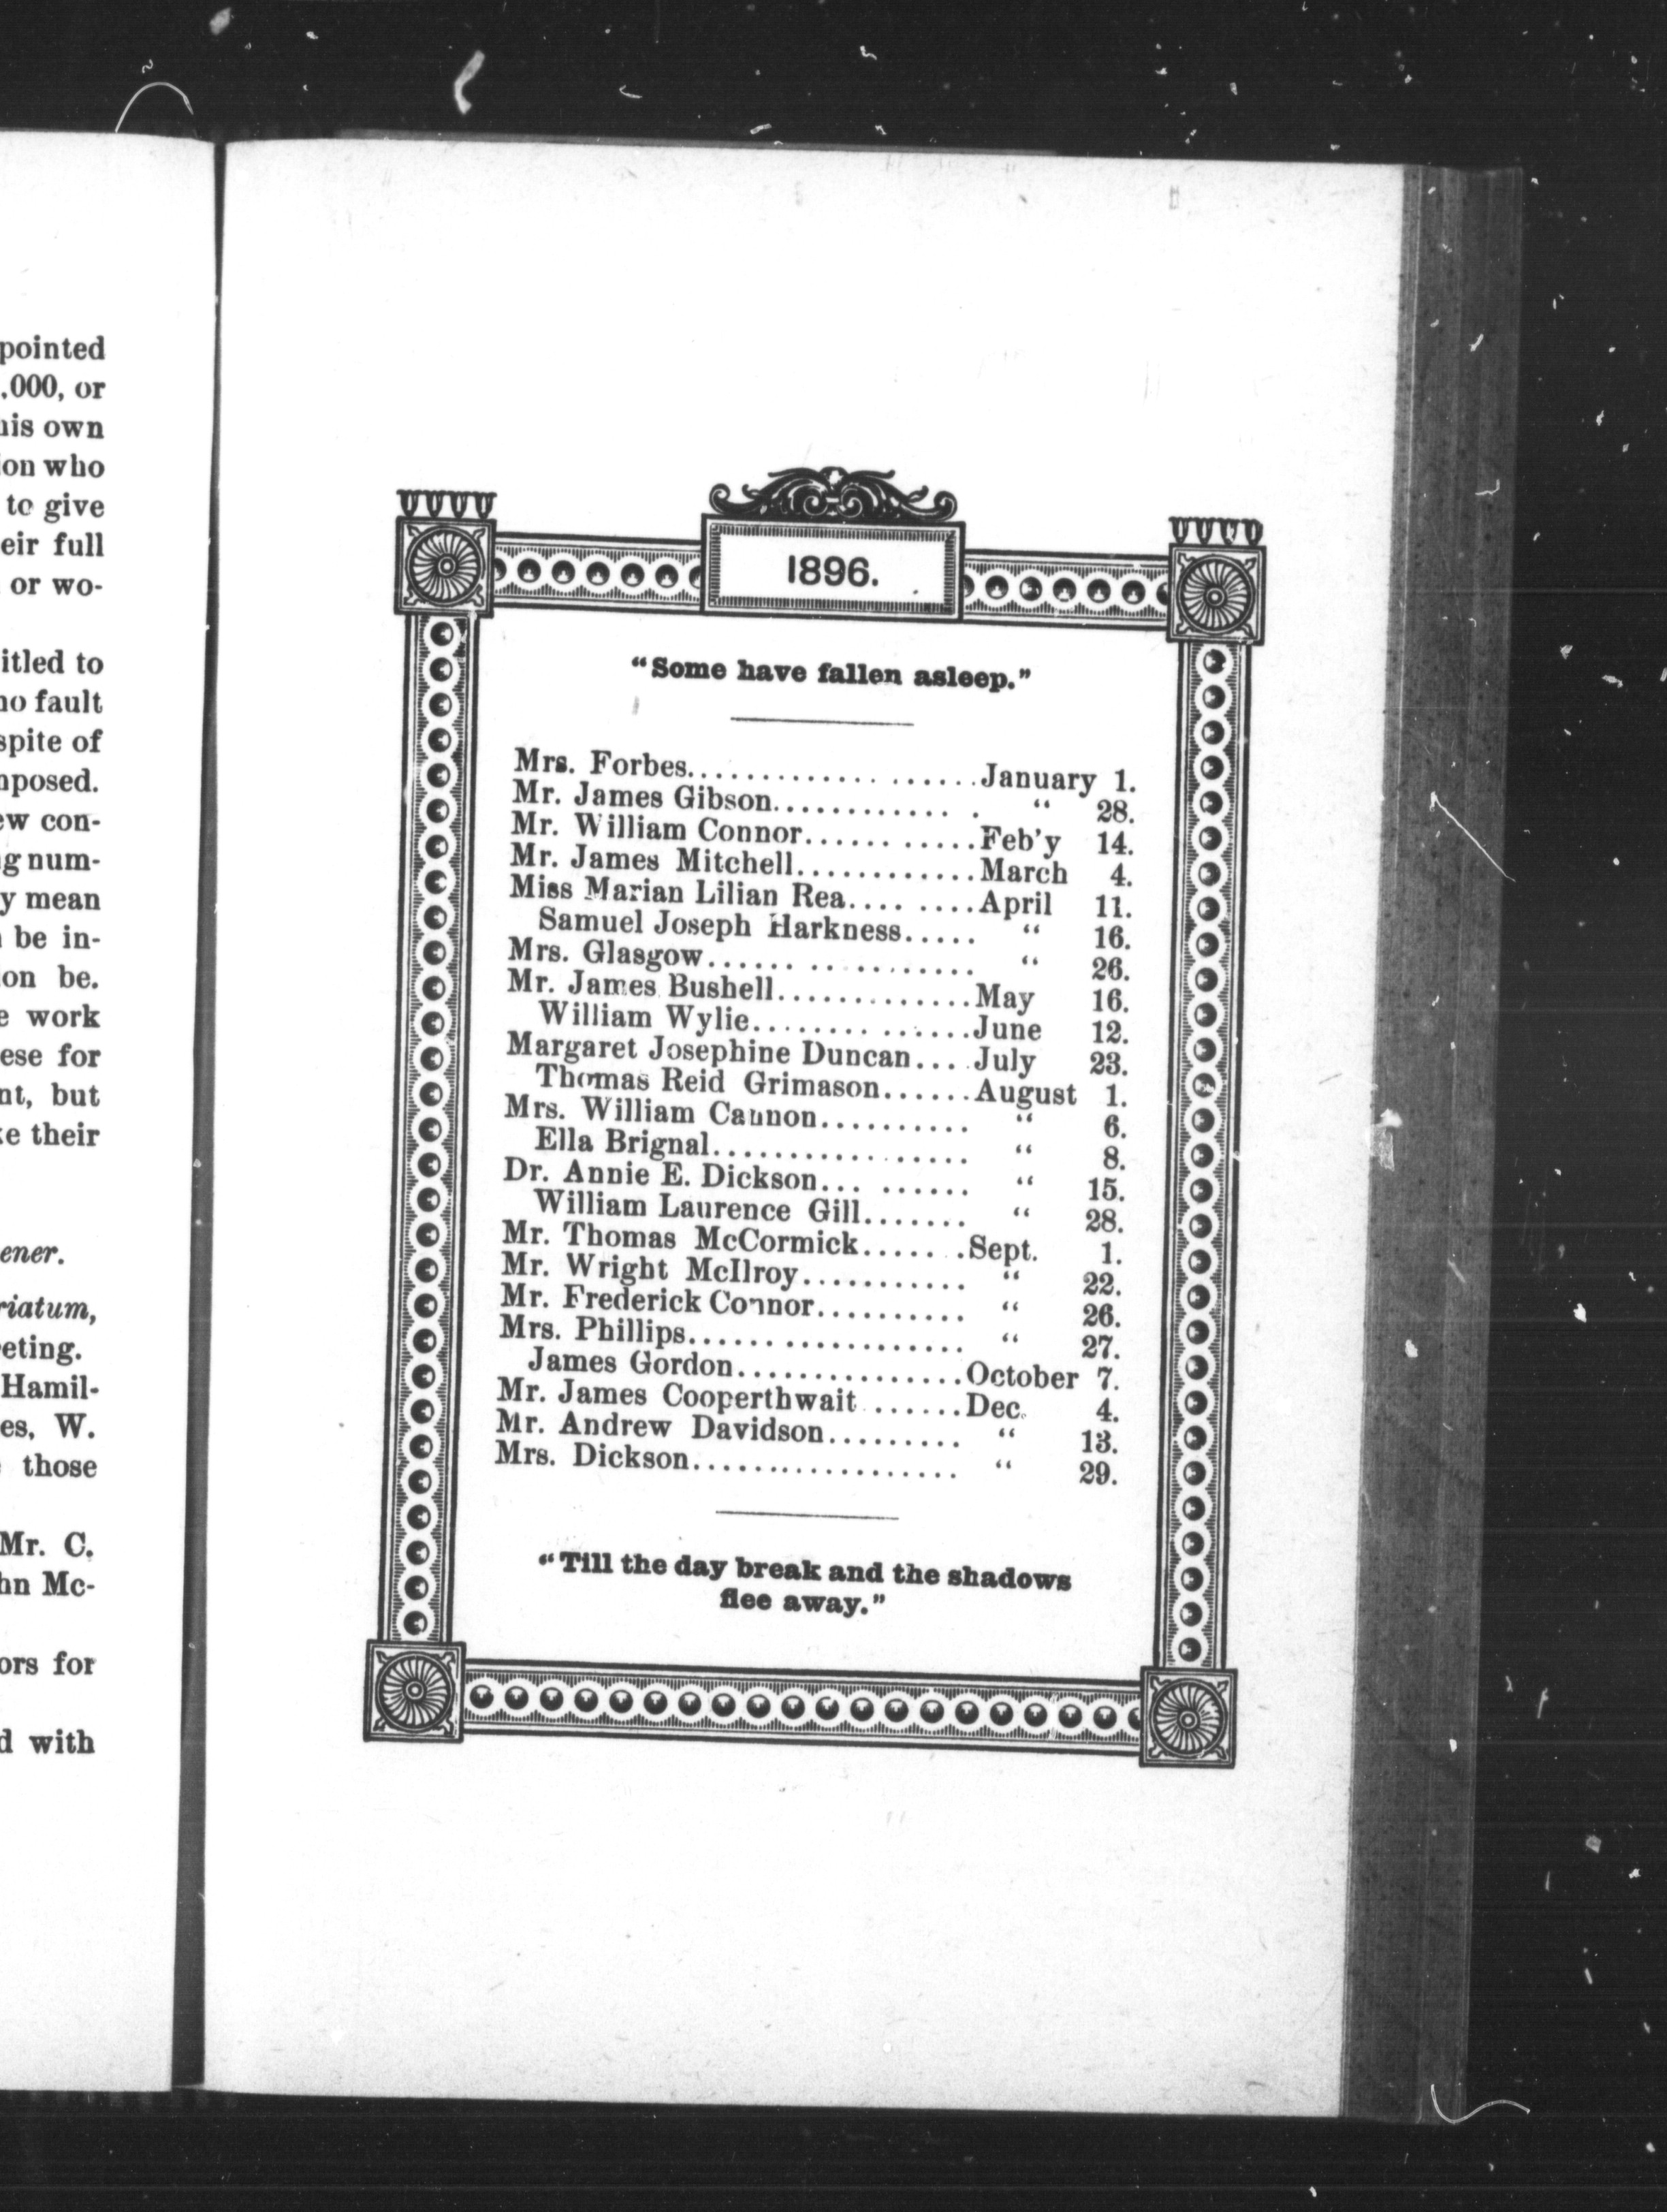 pointed
.000, or
his own
ion who
to give
eir full
or wo-
itled to
no fault
spite of
nposed.
ew con-
g num-
y mean
be in-
ion be.
e work
ese for
nt, but
ke their
ener.
riatum,
eting.
Hamil-
es, W.
those
Mr. C.
hn Mc-
ors for
d with
1896.
"Some have fallen asleep."
Mrs. Forbes.................January 1.
Mr. James Gibson............. " 28.
Mr. William Connor...........Feb'y 14.
Mr. James Mitchell............March 4.
Miss Marian Lilian Rea.... ....April 11.
Samuel Joseph Harkness..... " 16.
Mrs. Glasgow...... .. ........ " 26.
Mr. James Bushell.............May 16.
William Wylie..............June 12.
Margaret Josephine Duncan....July 23.
Thomas Reid Grimason......August 1.
Mrs. William Cannon.......... " 6.
Ella Brignal................ " 8.
Dr. Annie E. Dickson... ...... " 15.
William Laurence Gill....... " 28.
Mr. Thomas McCormick.......Sept. 1.
Mr. Wright McIlroy........... " 22.
Mr. Frederick Connor.......... " 26.
Mrs. Phillips................. " 27.
James Gordon...............October 7.
Mr. James Cooperthwait ......Dec. 4.
Mr. Andrew Davidson......... " 13.
Mrs. Dickson.................. " 29.
"Till the day break and the shadows
flee away."